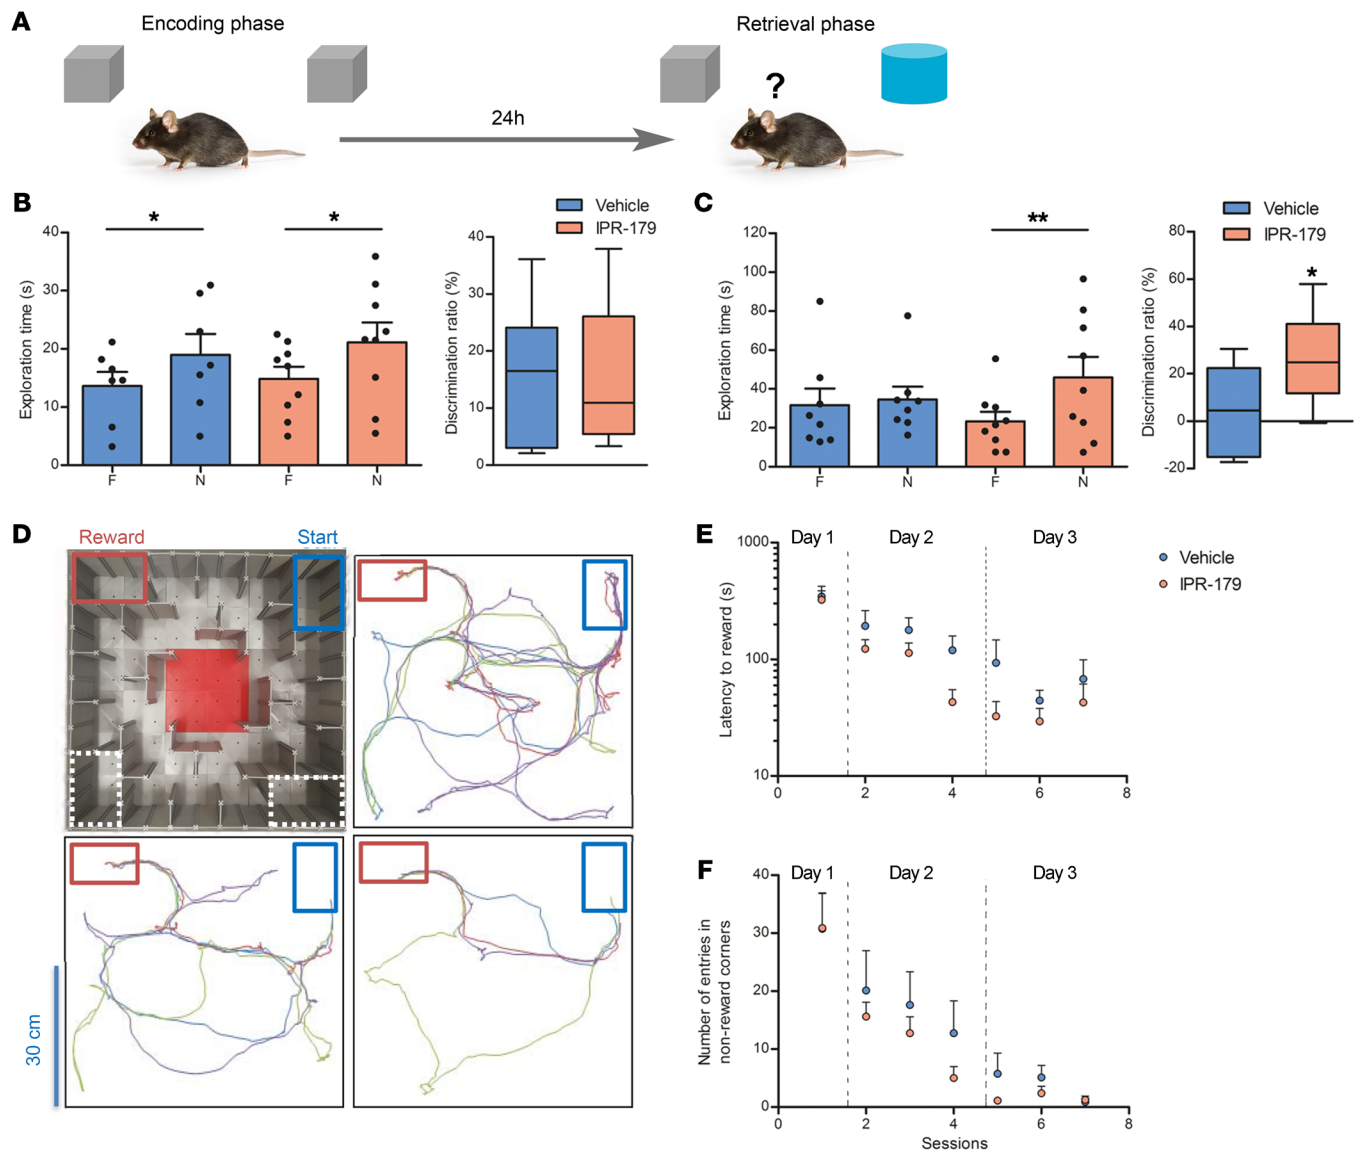 A
Encoding phase
Retrieval phase
?
24h
B
Vehicle
IPR-179
*
*
Exploration time (s)
40
30
20
10
0
F
N
F
N
Discrimination ratio (%)
40
30
20
10
0
C
Vehicle
IPR-179
**
Exploration time (s)
120
100
80
60
40
20
0
F
N
F
N
*
Discrimination ratio (%)
80
60
40
20
0
-20
D
Reward
Start
30 cm
E
Day 1
Day 2
Day 3
Vehicle
IPR-179
Latency to reward (s)
1000
100
10
0
2
4
6
8
F
Day 1
Day 2
Day 3
Number of entries in
non-reward corners
40
30
20
10
0
0
2
4
6
8
Sessions